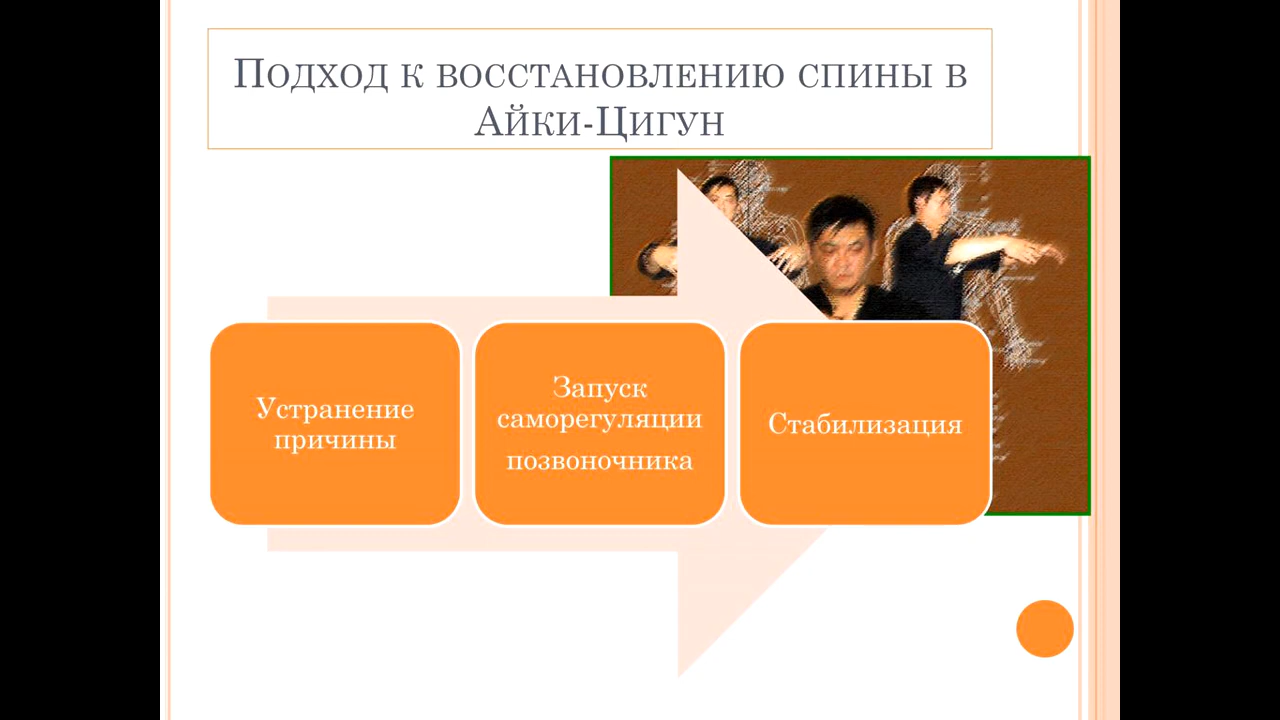 Подход к восстановлению спины в
Айки-Цигун
Устранение
причины
Запуск
саморегуляции
позвоночника
Стабилизация